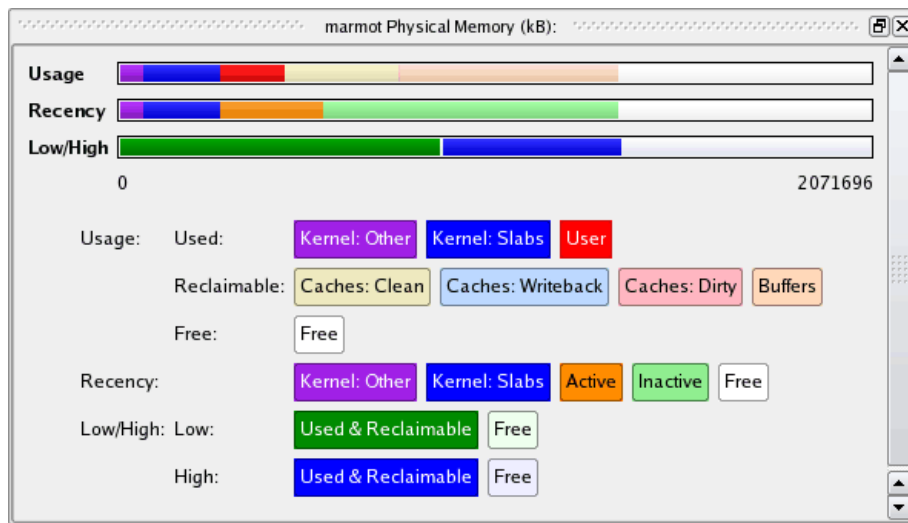 marmot Physical Memory (kB):
Usage
Recency
Low/High
0 2071696
Usage: Used: Kernel: Other Kernel: Slabs User
Reclaimable: Caches: Clean Caches: Writeback Caches: Dirty Buffers
Free: Free
Recency: Kernel: Other Kernel: Slabs Active Inactive Free
Low/High: Low: Used & Reclaimable Free
High: Used & Reclaimable Free